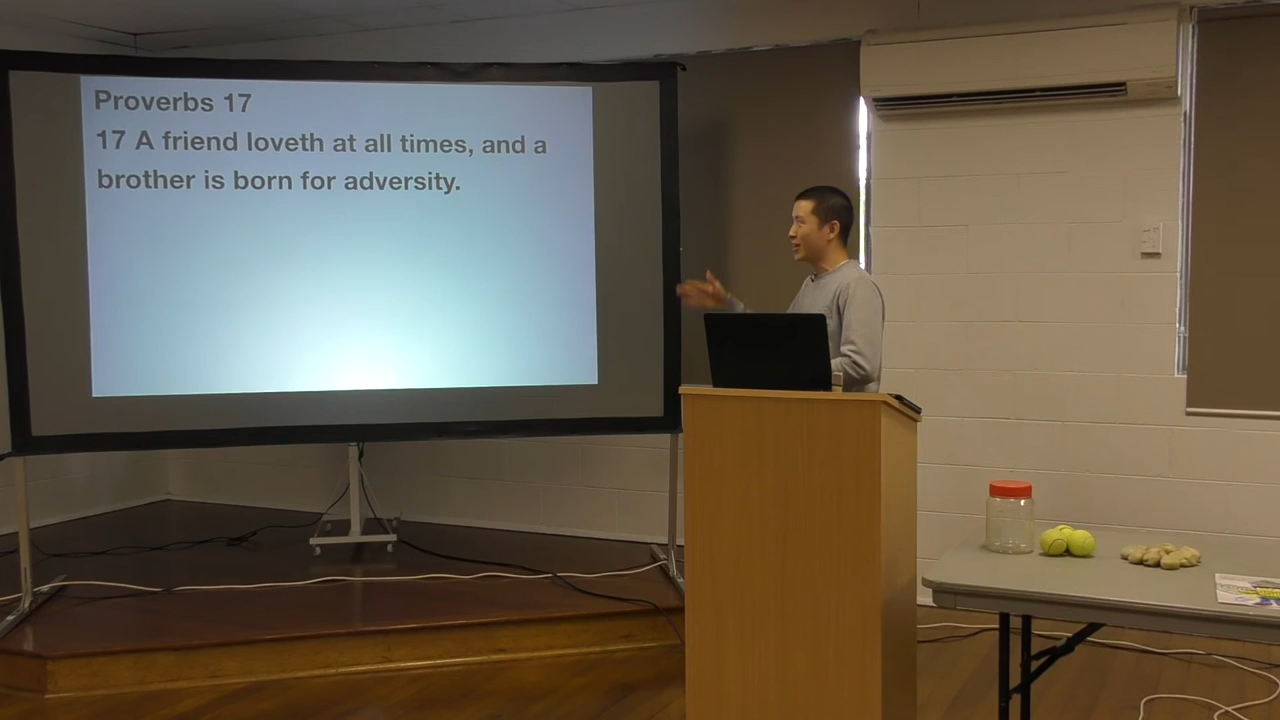 Proverbs 17
17 A friend loveth at all times, and a
brother is born for adversity.